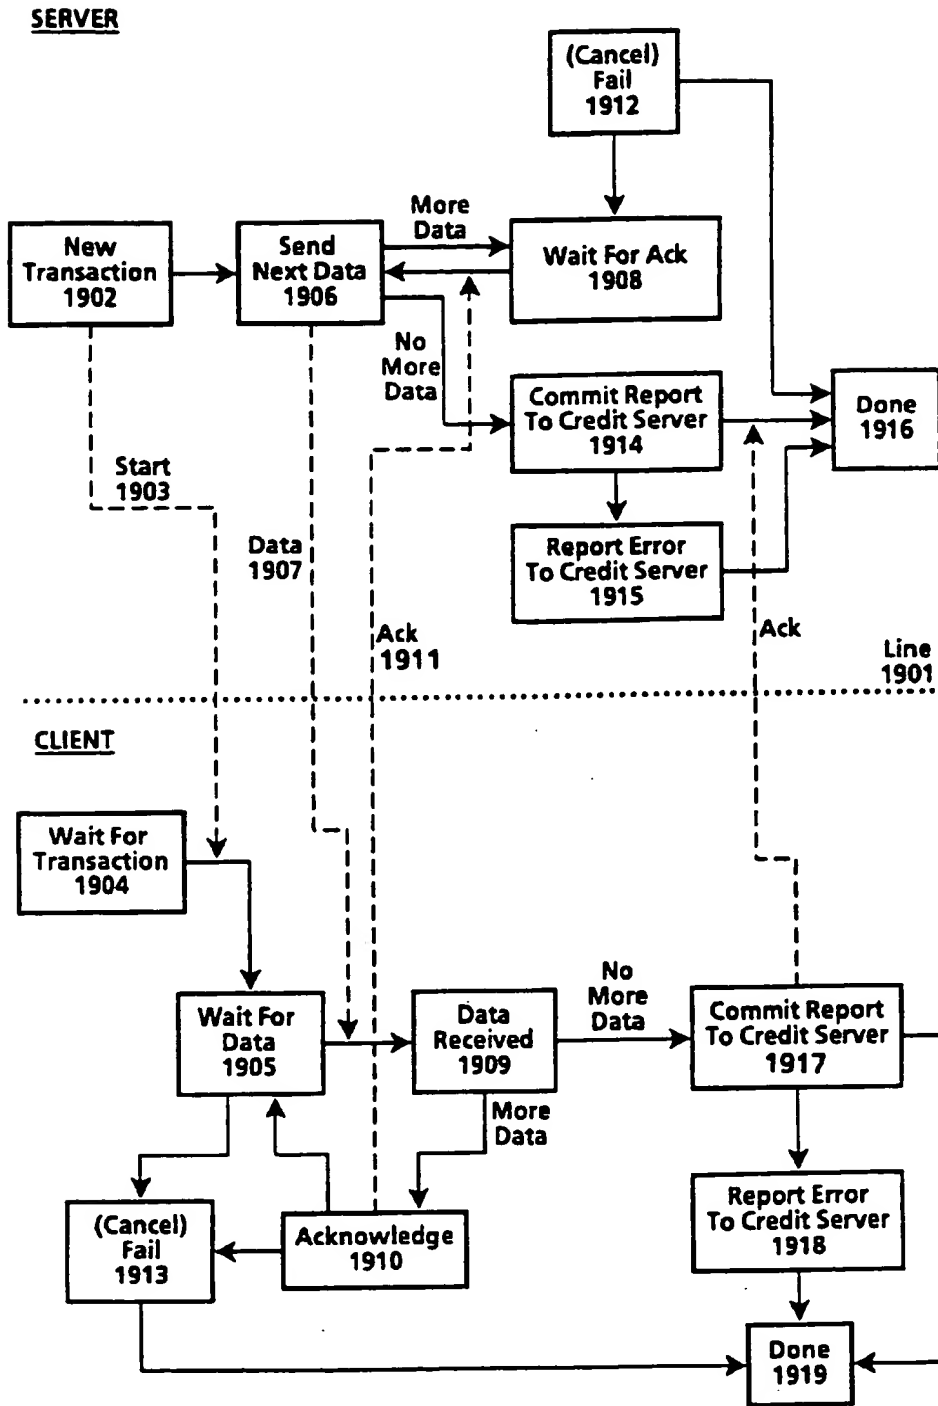 SERVER
(Cancel)
Fail
1912
New
Transaction
1902
Send
Next Data
1906
More
Data
Wait For Ack
1908
No
More
Data
Commit Report
To Credit Server
1914
Done
1916
Start
1903
Data
1907
Report Error
To Credit Server
1915
Ack
1911
Ack
Line
1901
CLIENT
Wait For
Transaction
1904
Wait For
Data
1905
Data
Received
1909
No
More
Data
Commit Report
To Credit Server
1917
More
Data
(Cancel)
Fail
1913
Acknowledge
1910
Report Error
To Credit Server
1918
Done
1919